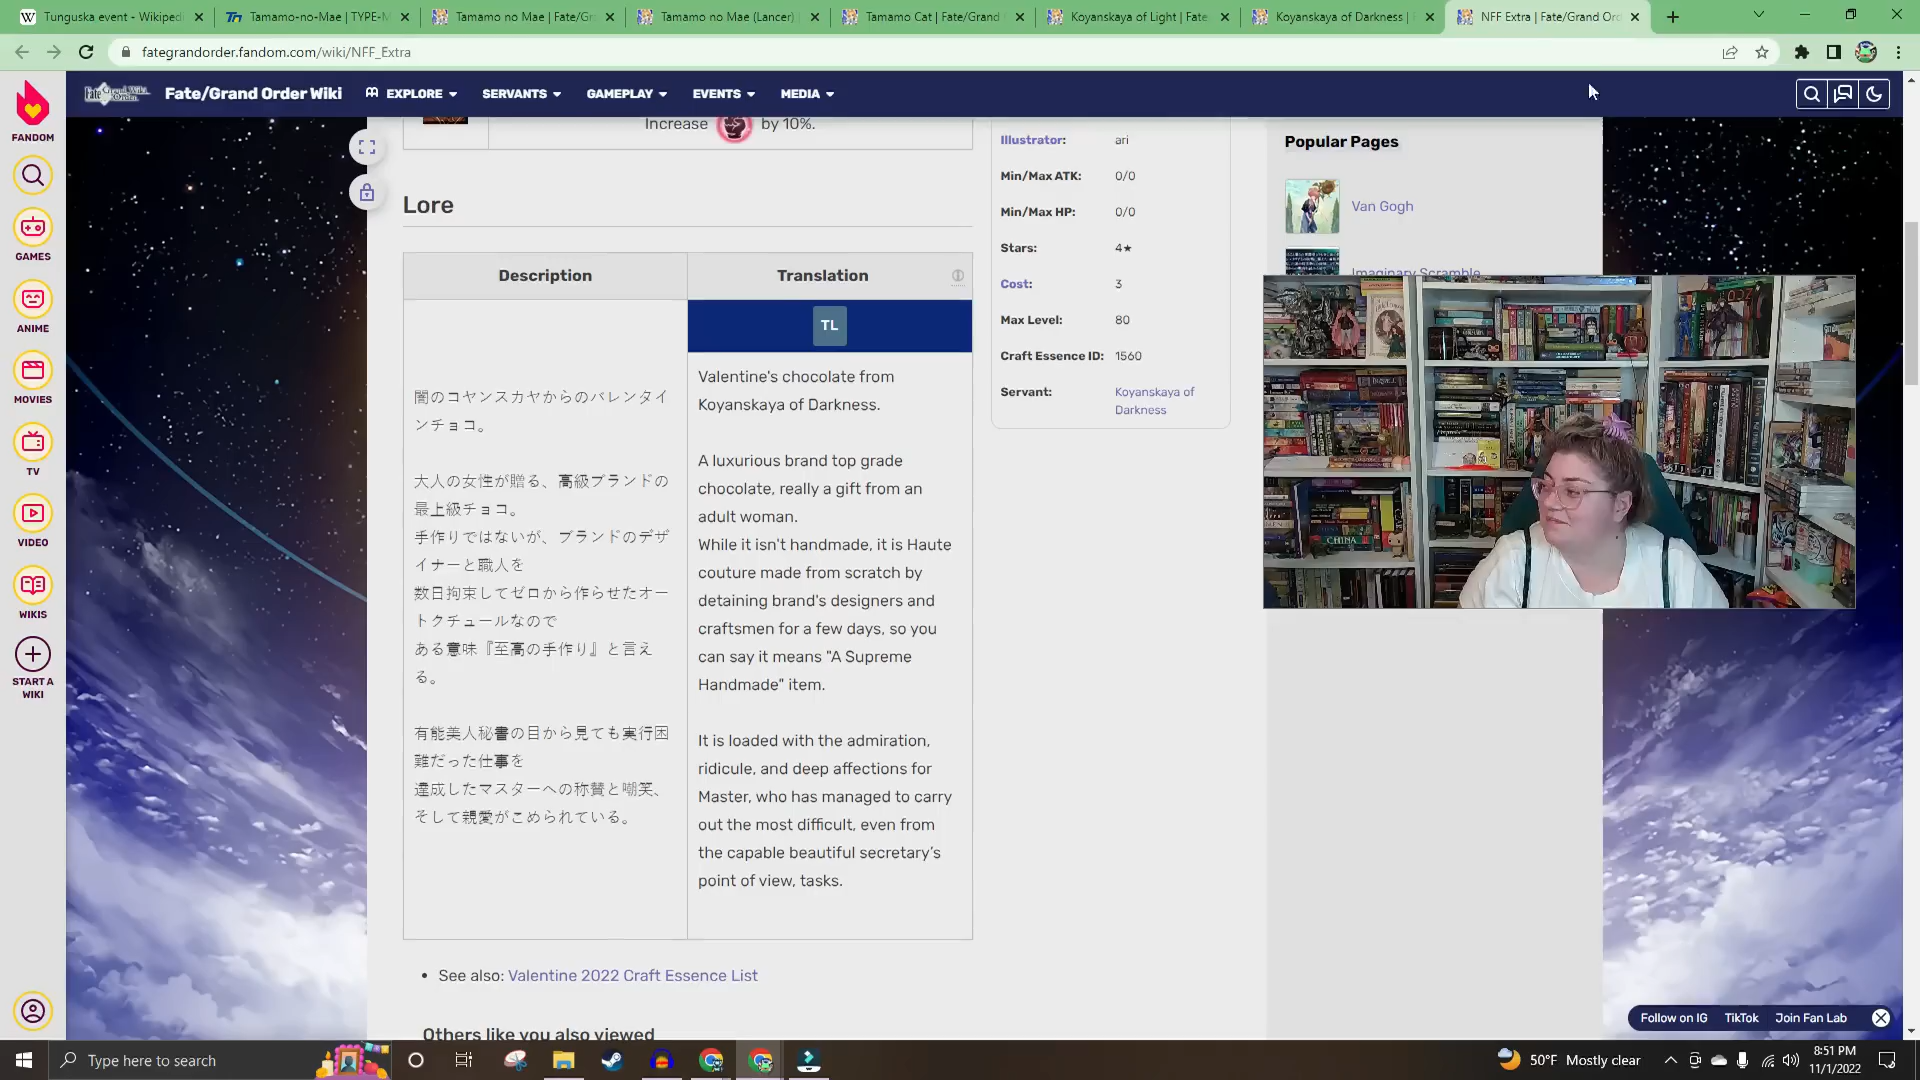 Tunguska event - Wikiped
Tamamo-no-Mae | TYPE-M
Tamamo no Mae | Fate/Gr
Tamamo no Mae (Lancer)
Tamamo Cat | Fate/Grand
Koyanskaya of Light | Fate
Koyanskaya of Darkness |
NFF Extra | Fate/Grand Ord
fategrandorder.fandom.com/wiki/NFF_Extra
Fate/Grand Order Wiki
EXPLORE
SERVANTS
GAMEPLAY
EVENTS
MEDIA
FANDOM
GAMES
ANIME
MOVIES
TV
VIDEO
WIKIS
START A
WIKI
Increase by 10%.
Lore
Description
Translation
TL
闇のコヤンスカヤからのバレンタイ
ンチョコ。
大人の女性が贈る、高級ブランドの
最上級チョコ。
手作りではないが、ブランドのデザ
イナーと職人を
数日拘束してゼロから作らせたオー
トクチュールなので
ある意味『至高の手作り』と言え
る。
有能美人秘書の目から見ても実行困
難だった仕事を
達成したマスターへの称賛と嘲笑、
そして親愛がこめられている。
Valentine's chocolate from
Koyanskaya of Darkness.
A luxurious brand top grade
chocolate, really a gift from an
adult woman.
While it isn't handmade, it is Haute
couture made from scratch by
detaining brand's designers and
craftsmen for a few days, so you
can say it means "A Supreme
Handmade" item.
It is loaded with the admiration,
ridicule, and deep affections for
Master, who has managed to carry
out the most difficult, even from
the capable beautiful secretary’s
point of view, tasks.
See also: Valentine 2022 Craft Essence List
Others like you also viewed
Illustrator: ari
Min/Max ATK: 0/0
Min/Max HP: 0/0
Stars: 4★
Cost: 3
Max Level: 80
Craft Essence ID: 1560
Servant: Koyanskaya of
Darkness
Popular Pages
Van Gogh
Imaginary Scramble
CHINA
Follow on IG
TikTok
Join Fan Lab
Type here to search
50°F Mostly clear
8:51 PM
11/1/2022